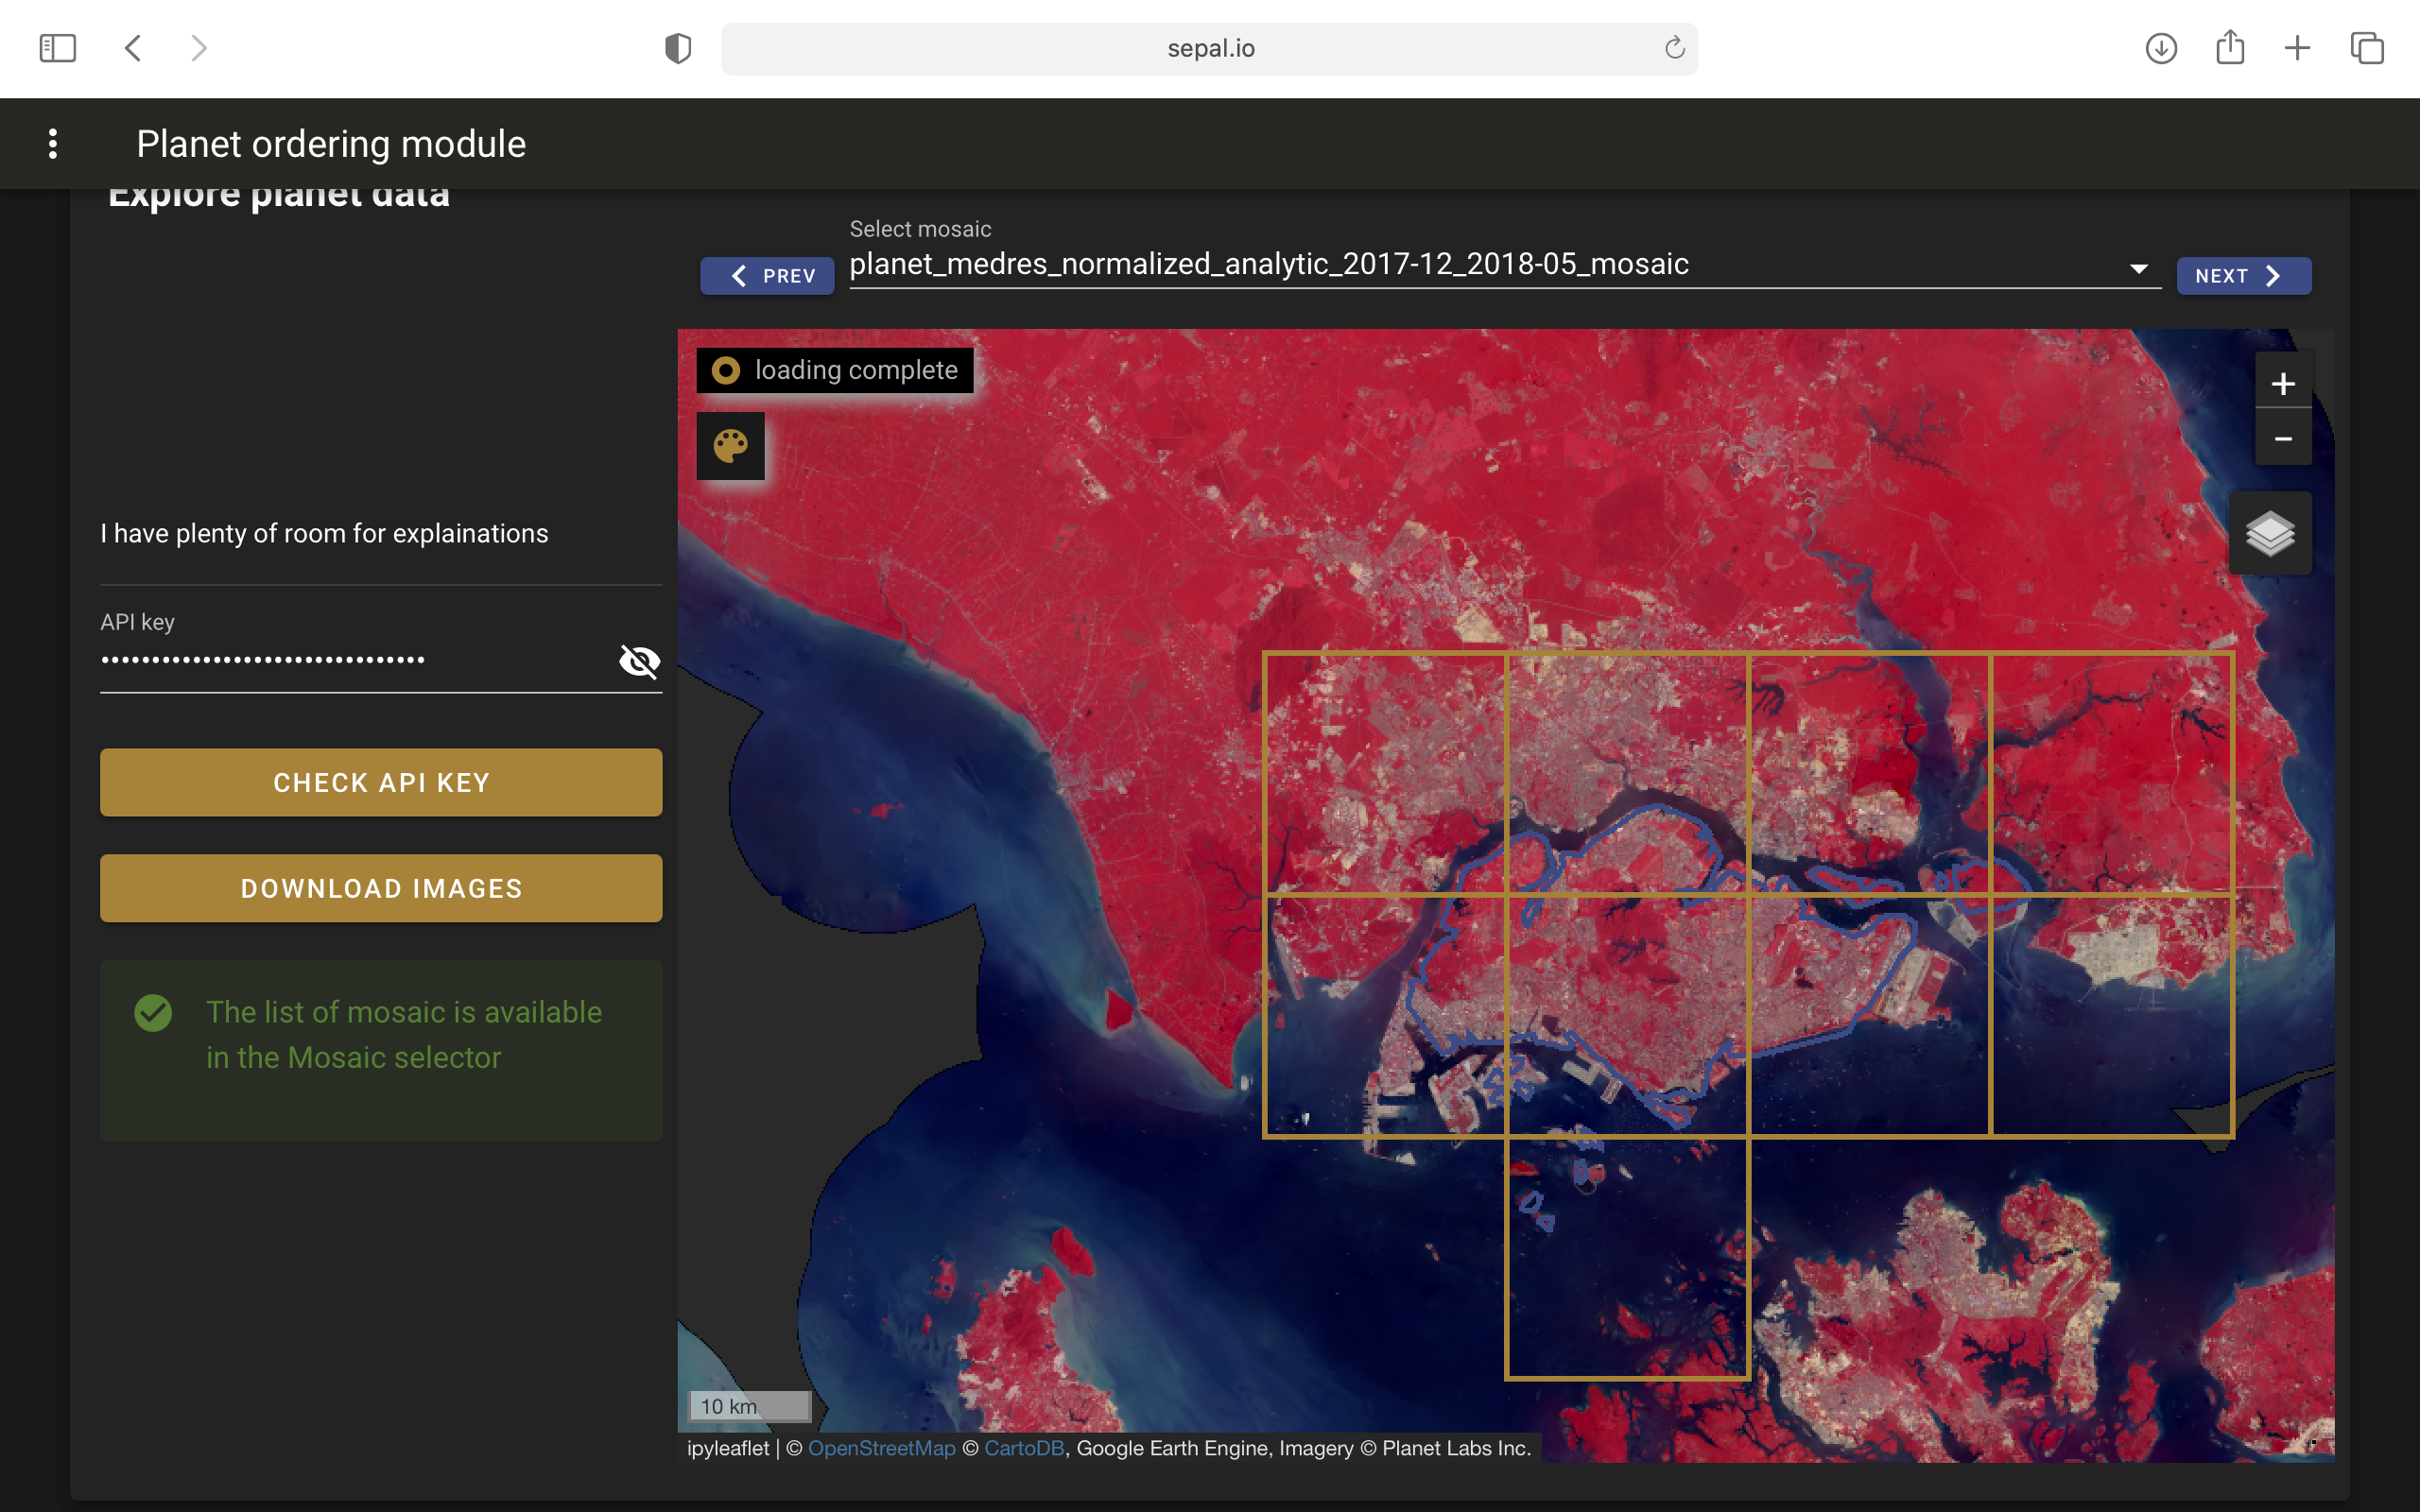 sepal.io
Planet ordering module
Explore planet data
Select mosaic
PREV
planet_medres_normalized_analytic_2017-12_2018-05_mosaic
NEXT
loading complete
+
−
I have plenty of room for explainations
API key
CHECK API KEY
DOWNLOAD IMAGES
The list of mosaic is available
in the Mosaic selector
10 km
ipyleaflet | © OpenStreetMap © CartoDB, Google Earth Engine, Imagery © Planet Labs Inc.